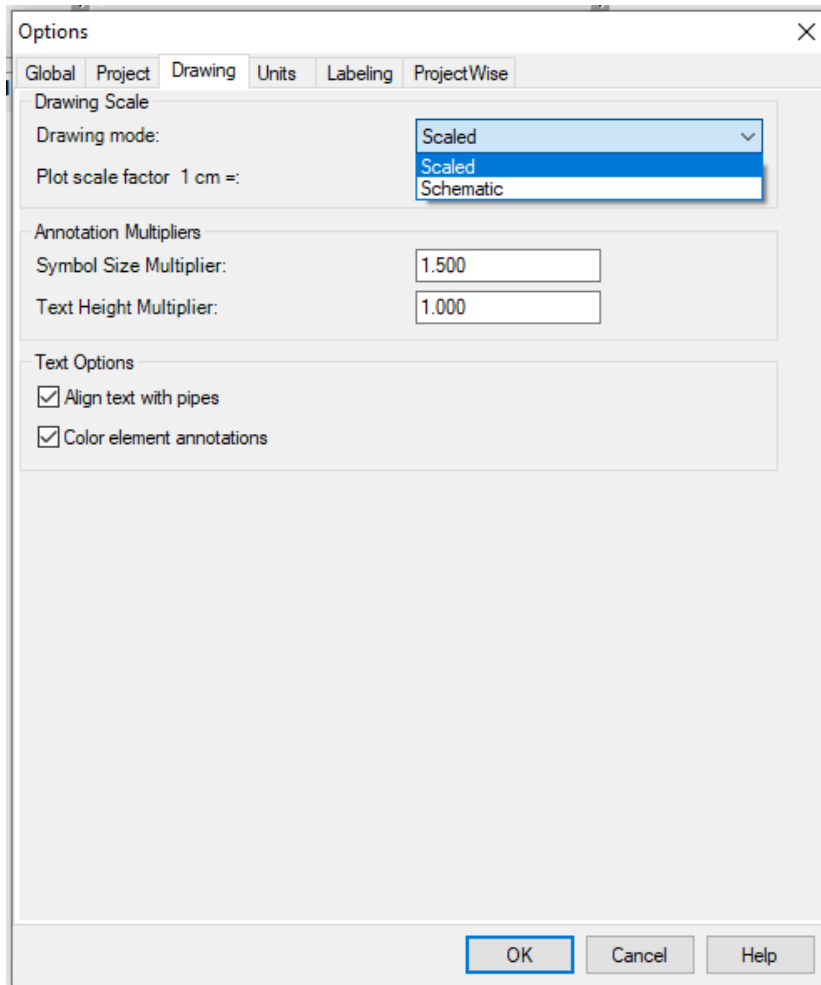 Options
Global Project Drawing Units Labeling ProjectWise
Drawing Scale
Drawing mode: Scaled
Scaled
Plot scale factor 1 cm =:
Schematic
Annotation Multipliers
Symbol Size Multiplier: 1.500
Text Height Multiplier: 1.000
Text Options
Align text with pipes
Color element annotations
OK Cancel Help